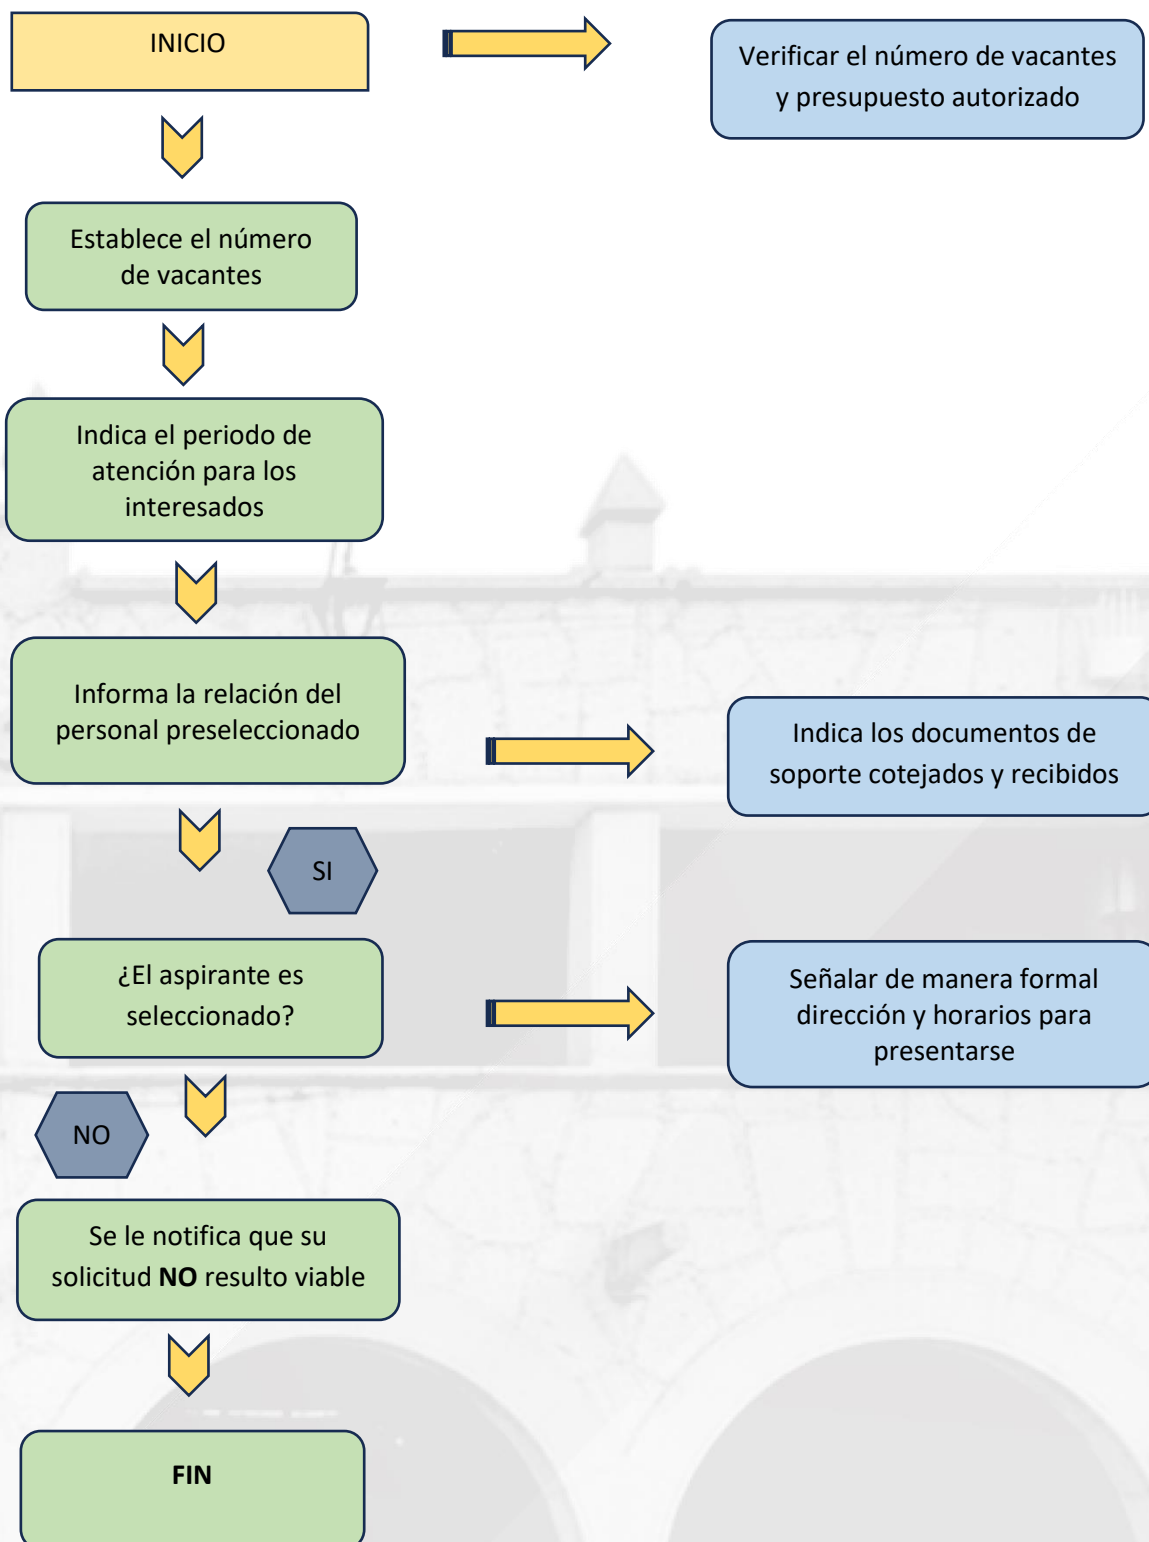 INICIO
Verificar el número de vacantes
y presupuesto autorizado
Establece el número
de vacantes
Indica el periodo de
atención para los
interesados
Informa la relación del
personal preseleccionado
Indica los documentos de
soporte cotejados y recibidos
SI
¿El aspirante es
seleccionado?
Señalar de manera formal
dirección y horarios para
presentarse
NO
Se le notifica que su
solicitud NO resulto viable
FIN